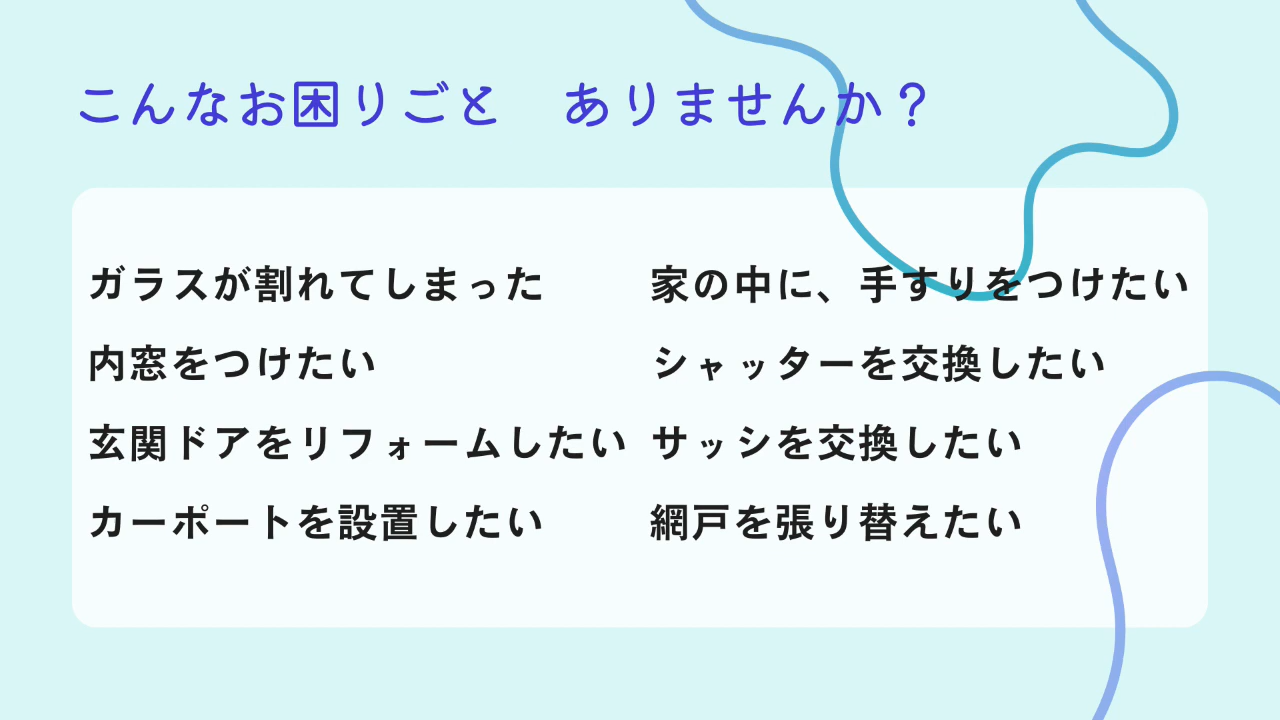 こんなお困りごと　ありませんか？
ガラスが割れてしまった
内窓をつけたい
玄関ドアをリフォームしたい
カーポートを設置したい
家の中に、手すりをつけたい
シャッターを交換したい
サッシを交換したい
網戸を張り替えたい